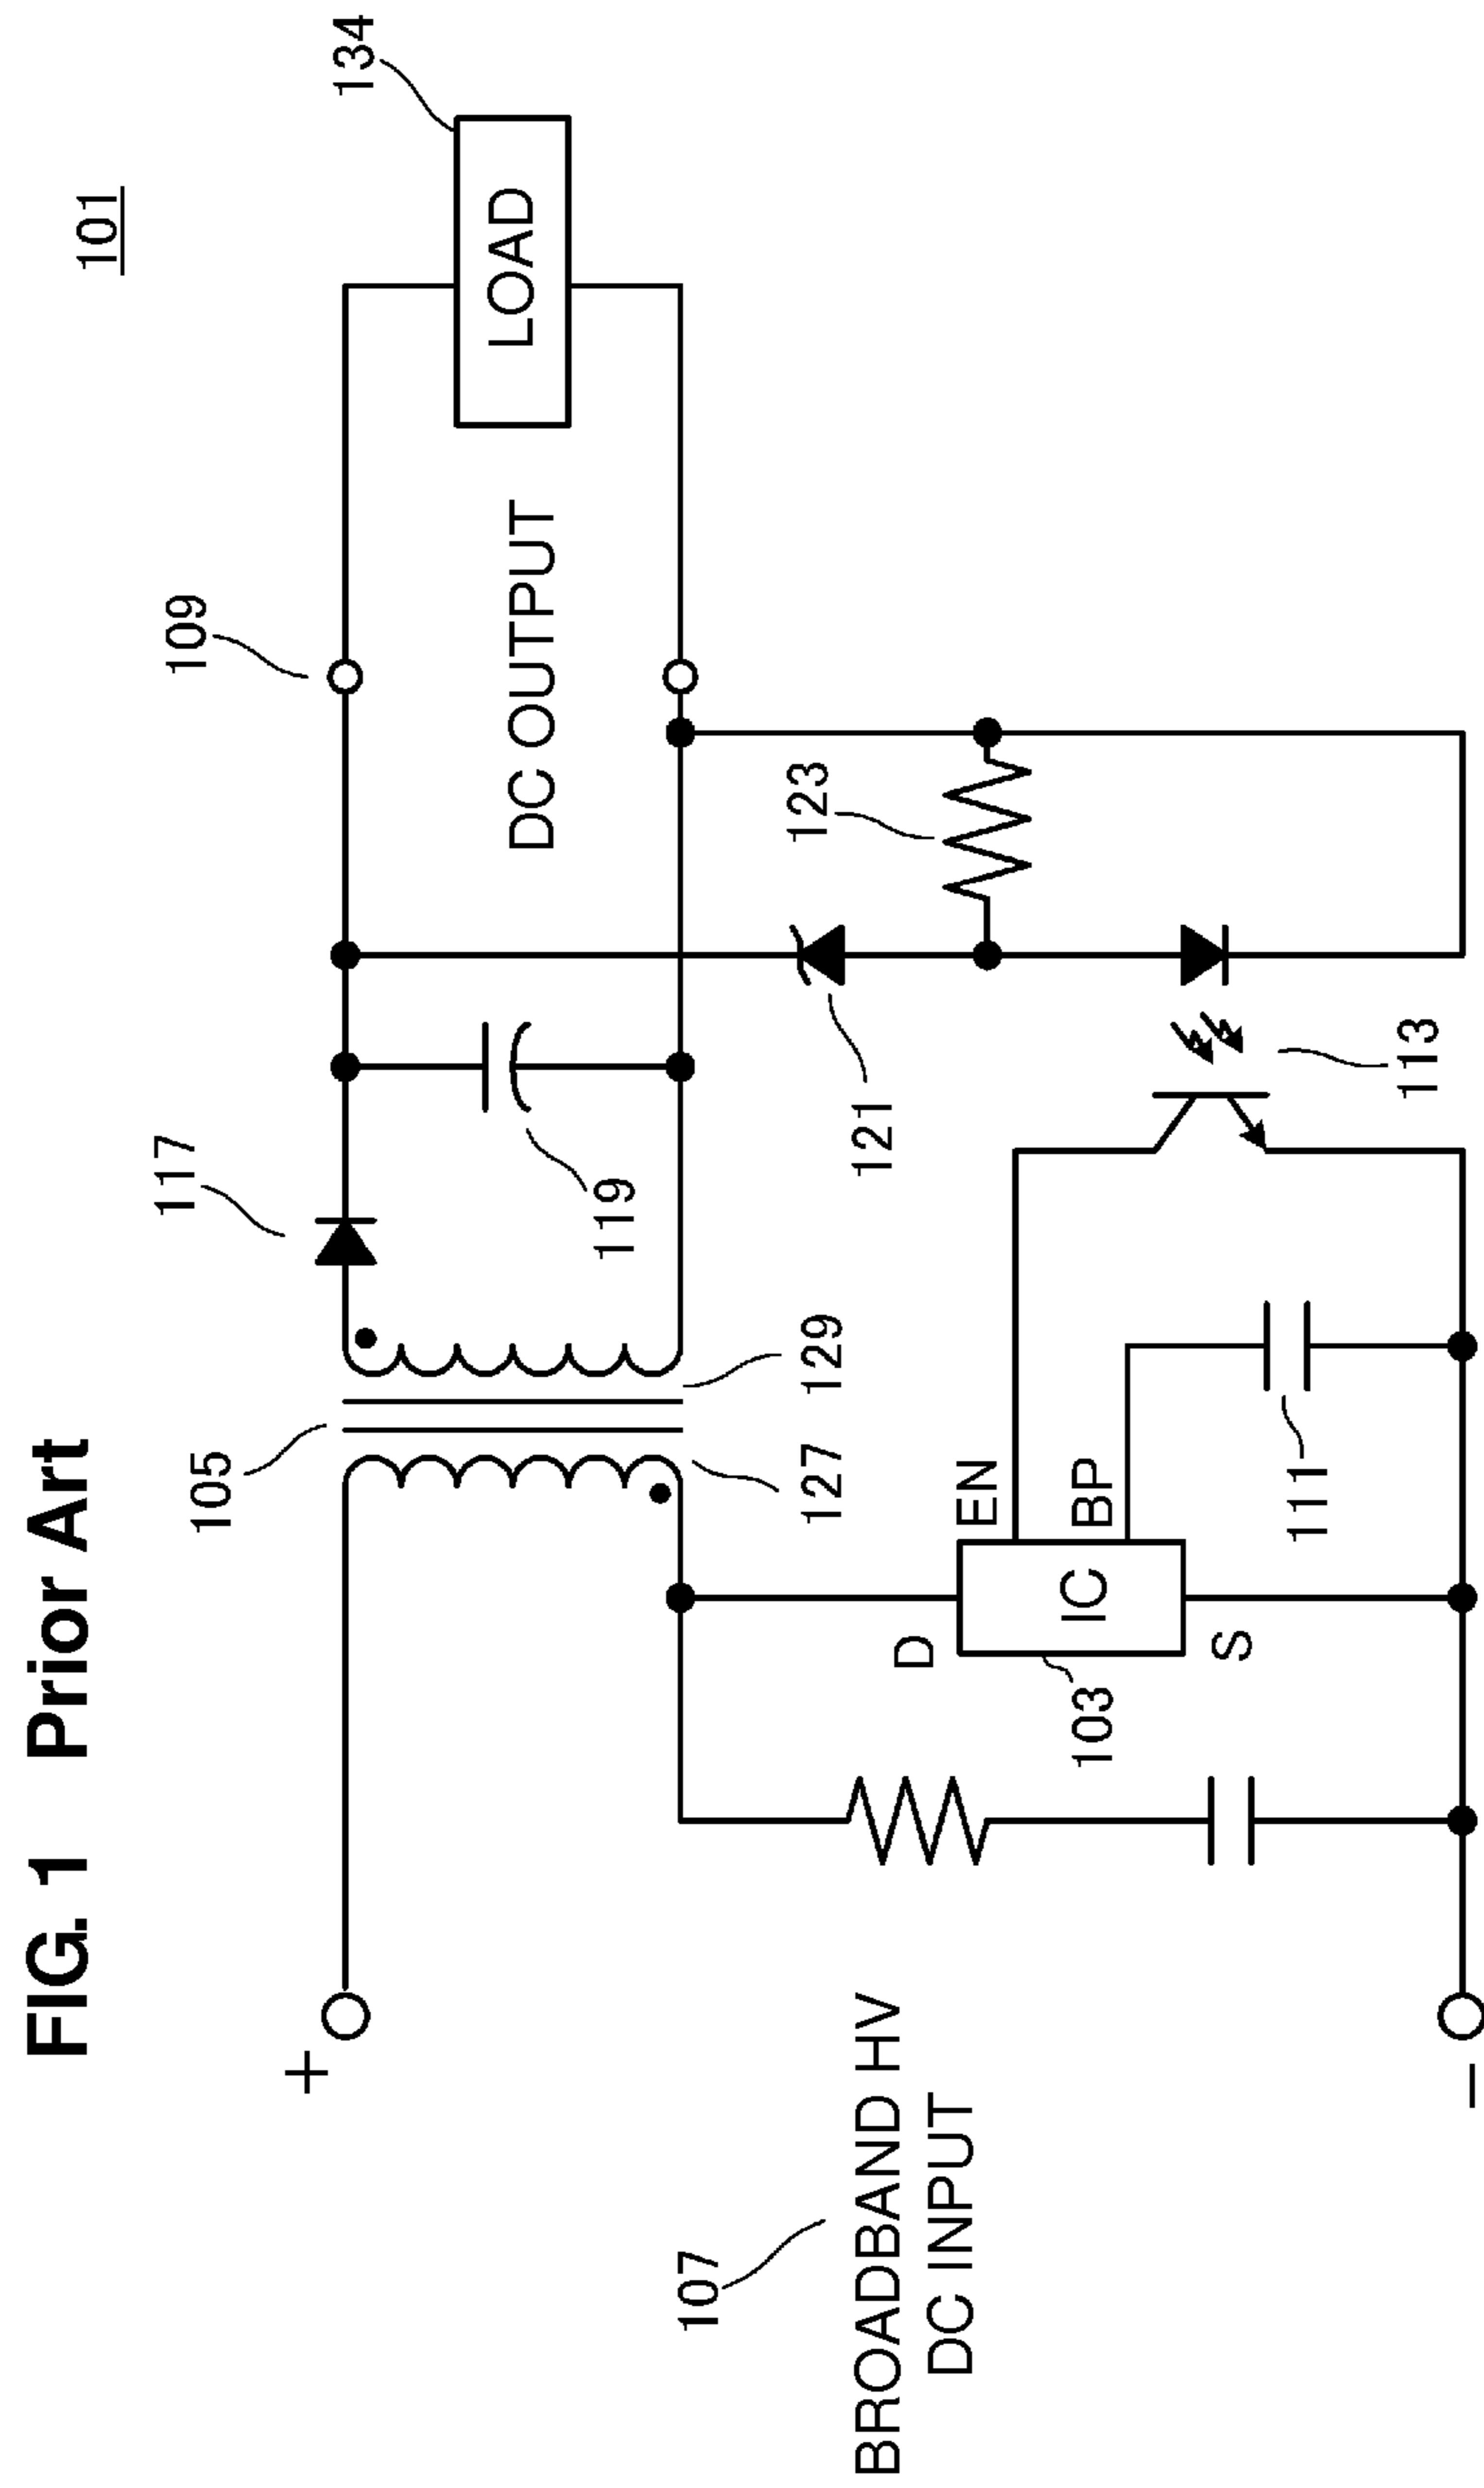 FIG. 1 Prior Art
101
105
117
109
134
+
129
127
119
DC OUTPUT
LOAD
107
BROADBAND HV
DC INPUT
D
EN
IC
BP
103
S
121
123
111
113
−